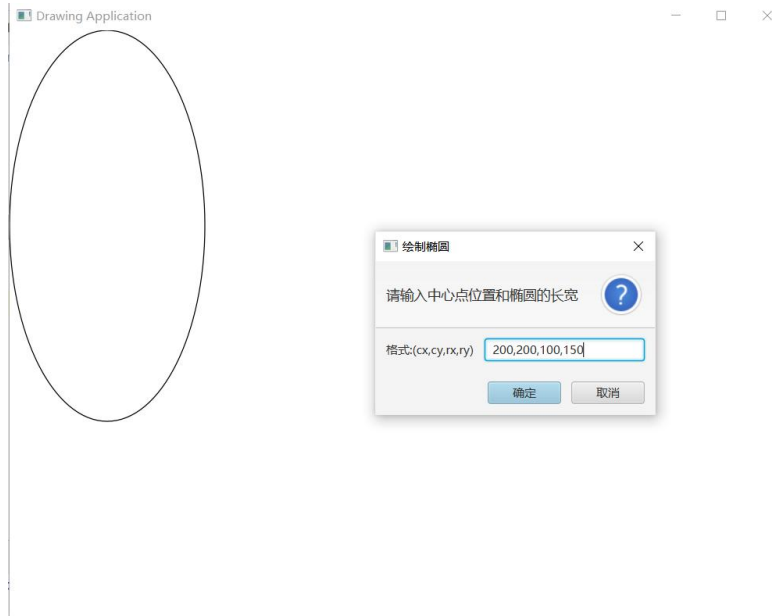 Drawing Application
绘制椭圆
请输入中心点位置和椭圆的长宽
?
格式:(cx,cy,rx,ry) 200,200,100,150
确定 取消